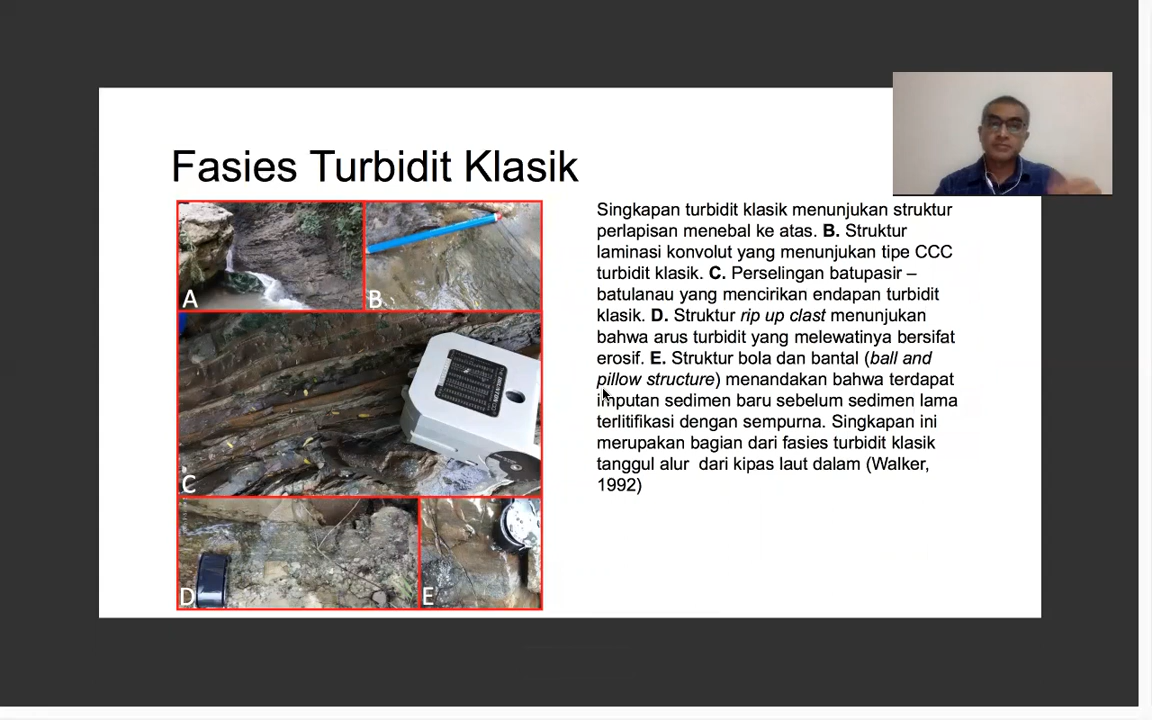 Fasies Turbidit Klasik
A
B
C
D
E
Singkapan turbidit klasik menunjukan struktur
perlapisan menebal ke atas. B. Struktur
laminasi konvolut yang menunjukan tipe CCC
turbidit klasik. C. Perselingan batupasir –
batulanau yang mencirikan endapan turbidit
klasik. D. Struktur rip up clast menunjukan
bahwa arus turbidit yang melewatinya bersifat
erosif. E. Struktur bola dan bantal (ball and
pillow structure) menandakan bahwa terdapat
imputan sedimen baru sebelum sedimen lama
terlitifikasi dengan sempurna. Singkapan ini
merupakan bagian dari fasies turbidit klasik
tanggul alur dari kipas laut dalam (Walker,
1992)